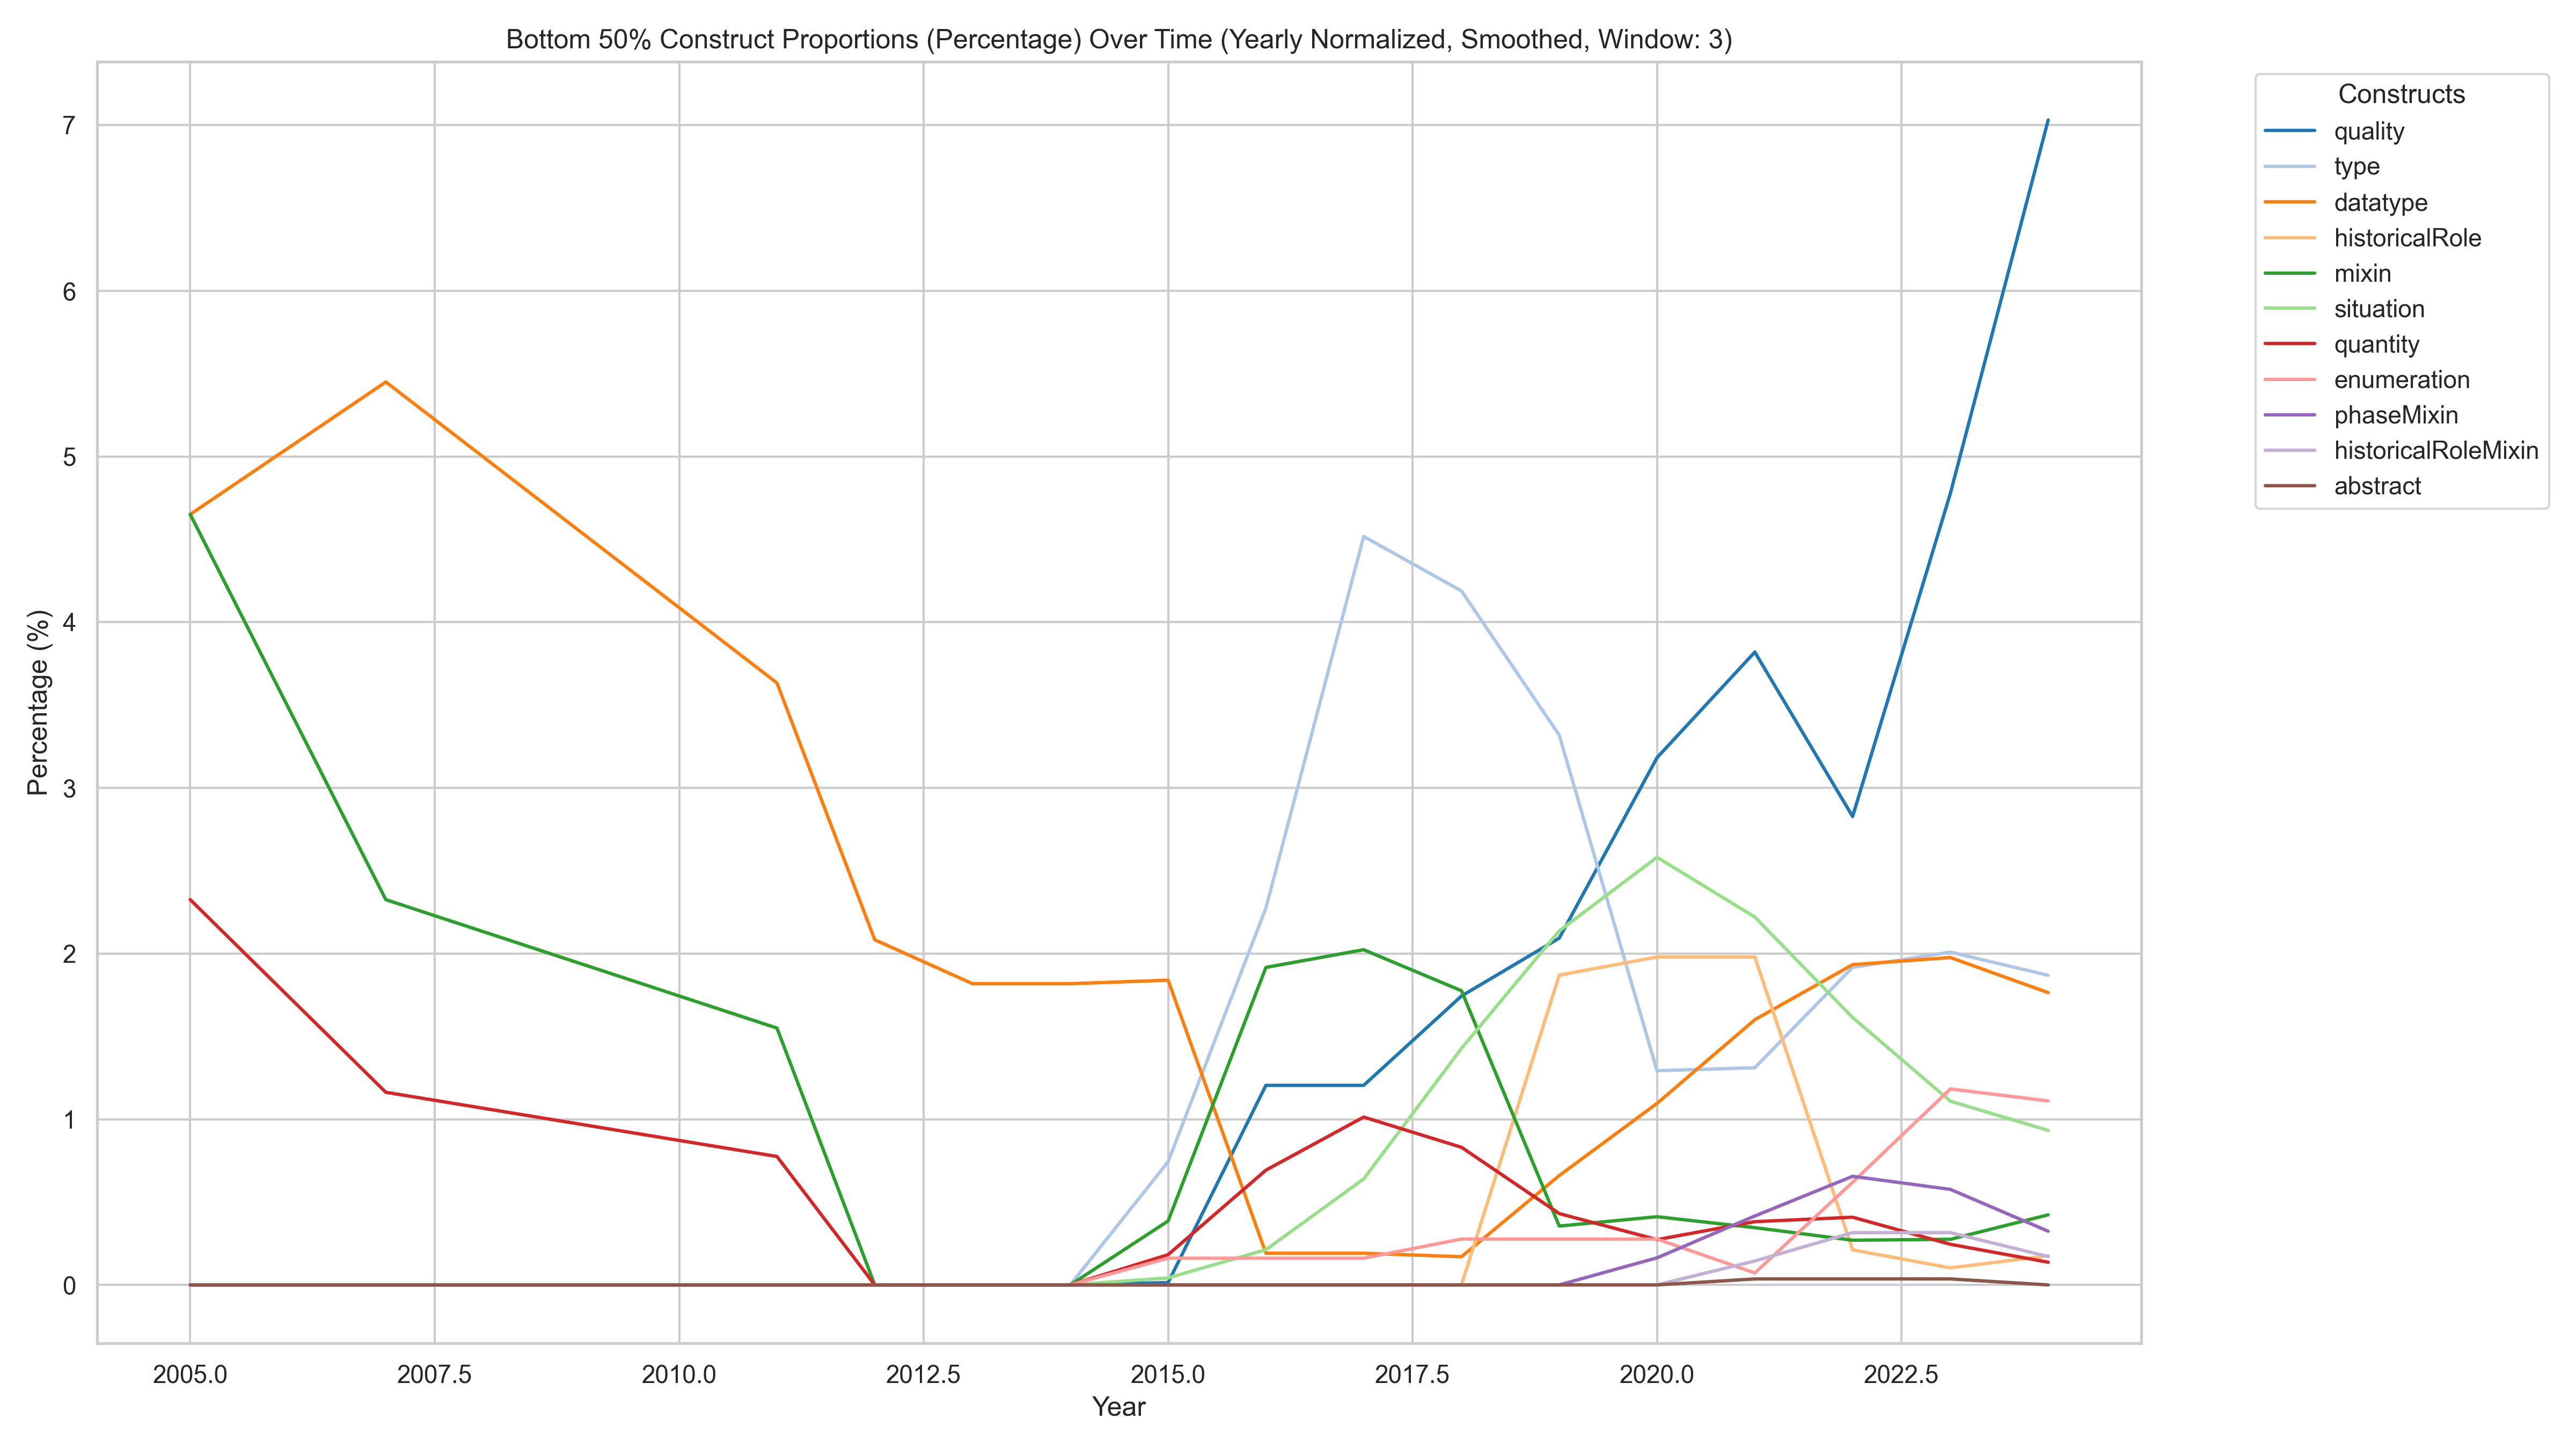 Bottom 50% Construct Proportions (Percentage) Over Time (Yearly Normalized, Smoothed, Window: 3)
Constructs
quality
type
datatype
historicalRole
mixin
situation
quantity
enumeration
phaseMixin
historicalRoleMixin
abstract
Percentage (%)
7
6
5
4
3
2
1
0
2005.0 2007.5 2010.0 2012.5 2015.0 2017.5 2020.0 2022.5
Year